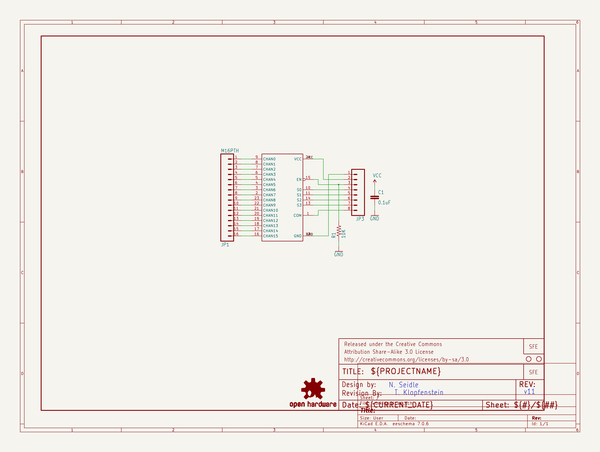 M16PTH
JP1
CHAN0
CHAN1
CHAN2
CHAN3
CHAN4
CHAN5
CHAN6
CHAN7
CHAN8
CHAN9
CHAN10
CHAN11
CHAN12
CHAN13
CHAN14
CHAN15
VCC
EN
S0
S1
S2
S3
COM
GND
JP3
VCC
C1
0.1uF
GND
R1
10K
GND
Released under the Creative Commons
Attribution Share-Alike 3.0 License
http://creativecommons.org/licenses/by-sa/3.0
SFE
TITLE: ${PROJECTNAME}
SFE
Design by: N. Seidle
REV:
Revision By: T. Klopfenstein
v11
Date: ${CURRENT_DATE}
Sheet: ${#}/${##}
Title:
Size: User Date:
Rev:
KiCad E.D.A. eeschema 7.0.6
Id: 1/1
open hardware